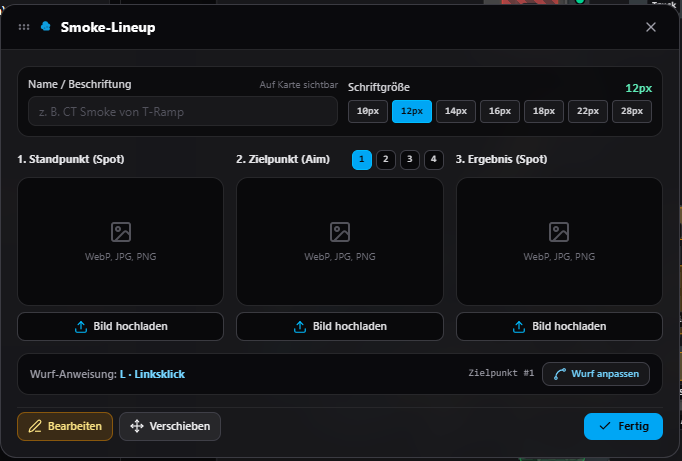 Smoke-Lineup
Name / Beschriftung
Auf Karte sichtbar
z. B. CT Smoke von T-Ramp
Schriftgröße
12px
10px 12px 14px 16px 18px 22px 28px
1. Standpunkt (Spot)
2. Zielpunkt (Aim)
1 2 3 4
3. Ergebnis (Spot)
WebP, JPG, PNG
WebP, JPG, PNG
WebP, JPG, PNG
Bild hochladen
Bild hochladen
Bild hochladen
Wurf-Anweisung: L · Linksklick
Zielpunkt #1
Wurf anpassen
Bearbeiten
Verschieben
Fertig